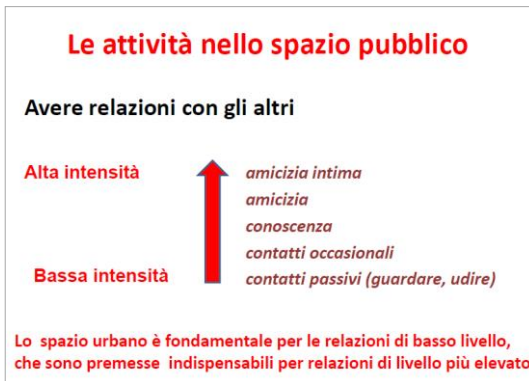 Le attività nello spazio pubblico
Avere relazioni con gli altri
Alta intensità
amicizia intima
amicizia
conoscenza
contatti occasionali
Bassa intensità
contatti passivi (guardare, udire)
Lo spazio urbano è fondamentale per le relazioni di basso livello,
che sono premesse indispensabili per relazioni di livello più elevato